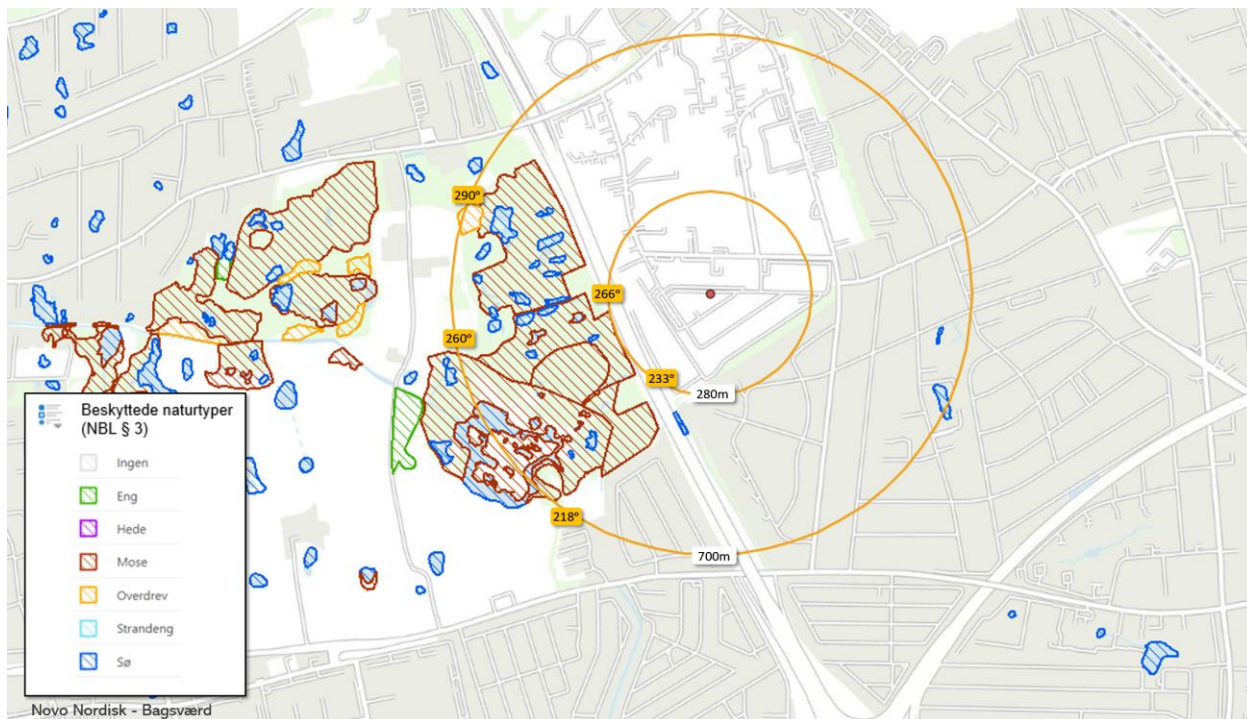 290º
266º
260º
233º
280m
218º
700m
Beskyttede naturtyper
(NBL § 3)
Ingen
Eng
Hede
Mose
Overdrev
Strandeng
Sø
Novo Nordisk - Bagsværd